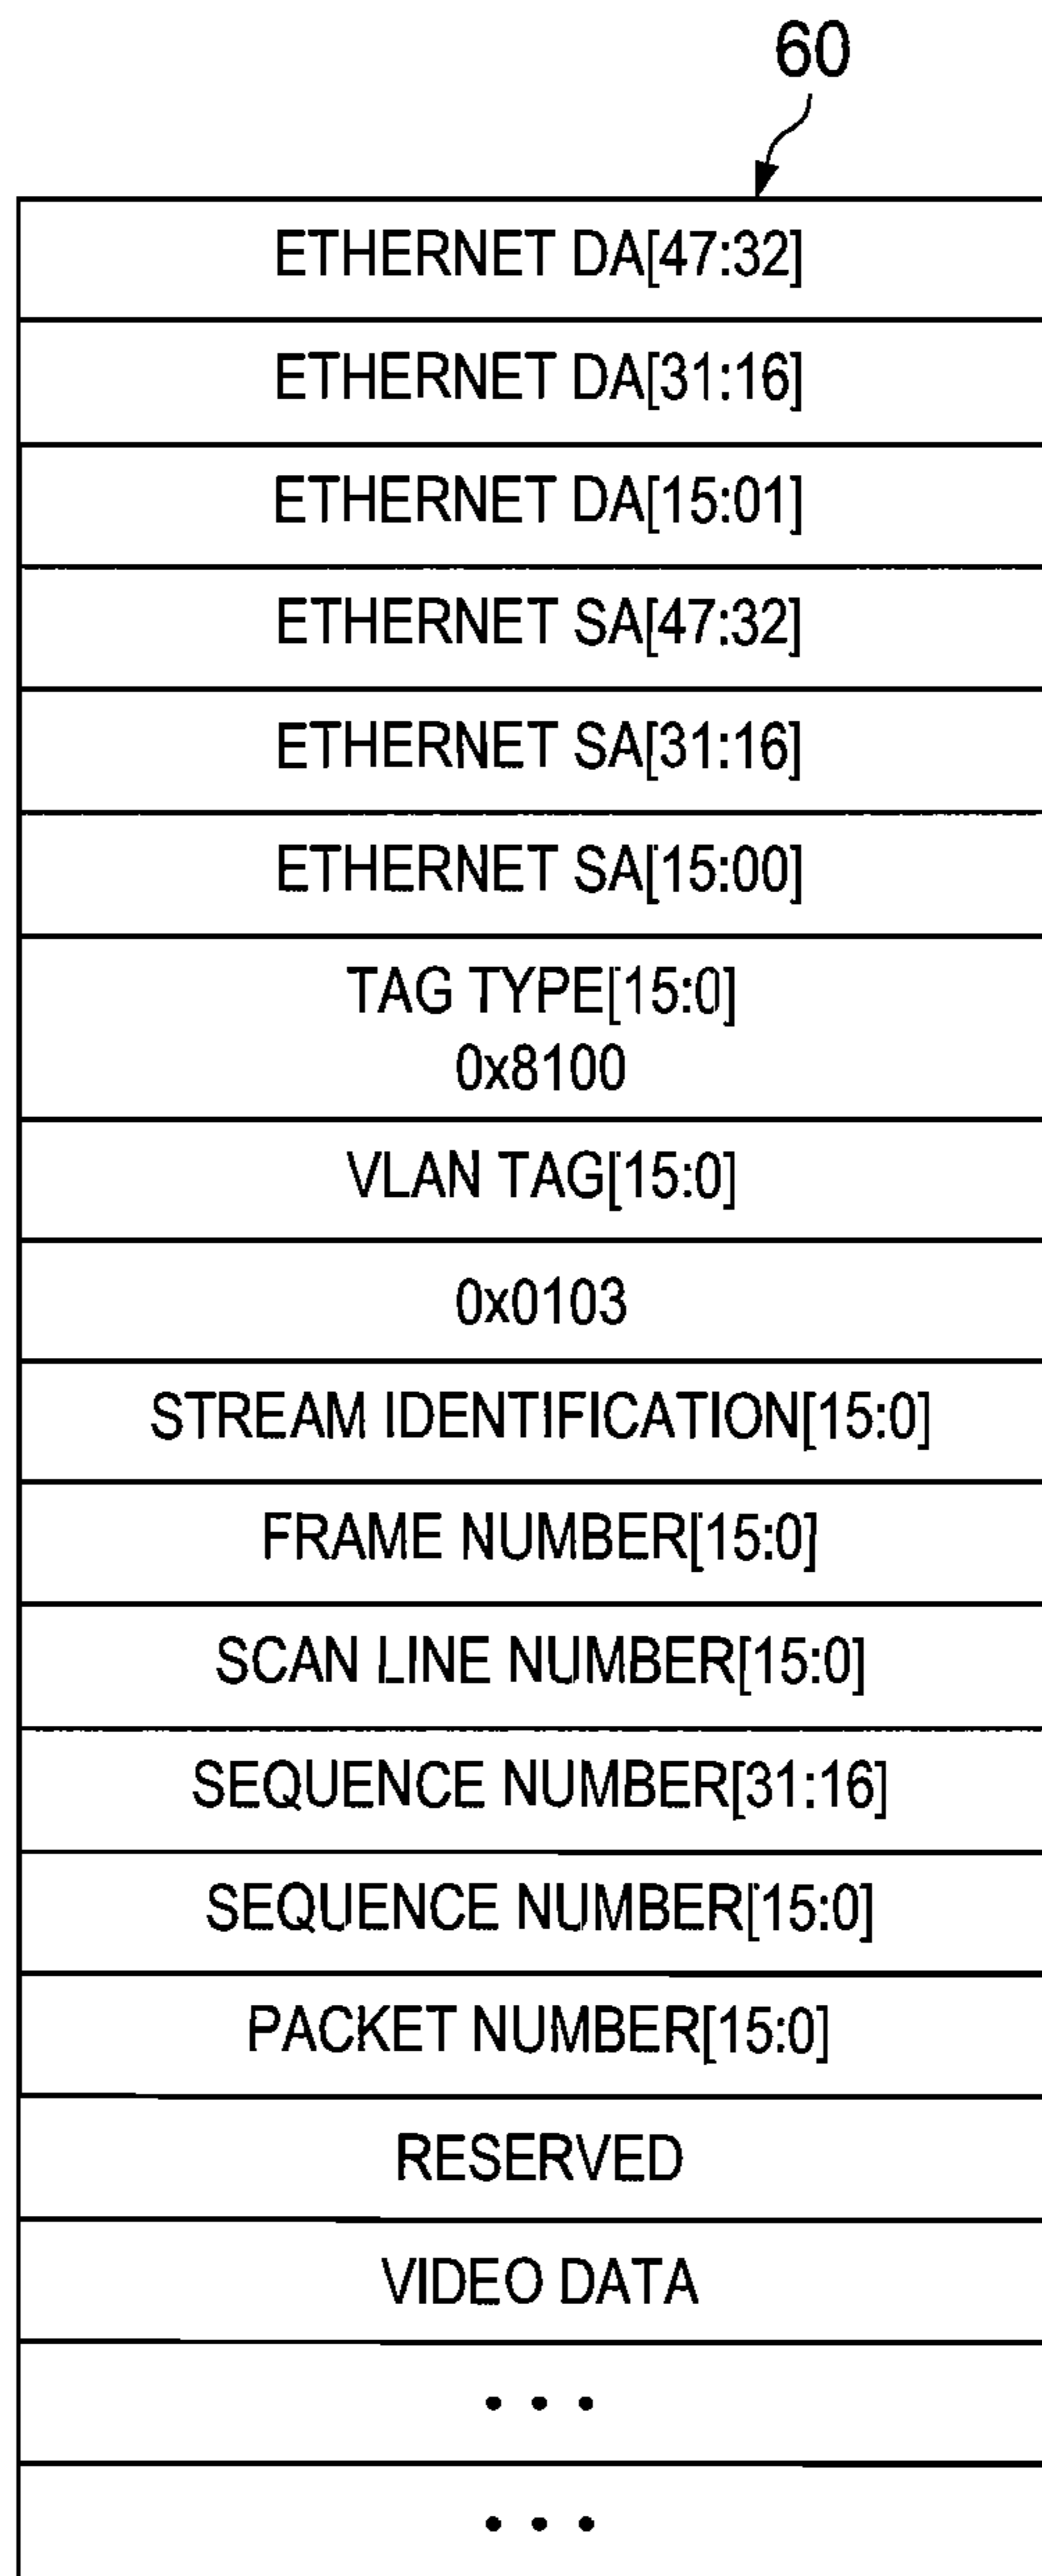 60
ETHERNET DA[47:32]
ETHERNET DA[31:16]
ETHERNET DA[15:01]
ETHERNET SA[47:32]
ETHERNET SA[31:16]
ETHERNET SA[15:00]
TAG TYPE[15:0]
0x8100
VLAN TAG[15:0]
0x0103
STREAM IDENTIFICATION[15:0]
FRAME NUMBER[15:0]
SCAN LINE NUMBER[15:0]
SEQUENCE NUMBER[31:16]
SEQUENCE NUMBER[15:0]
PACKET NUMBER[15:0]
RESERVED
VIDEO DATA
• • •
• • •